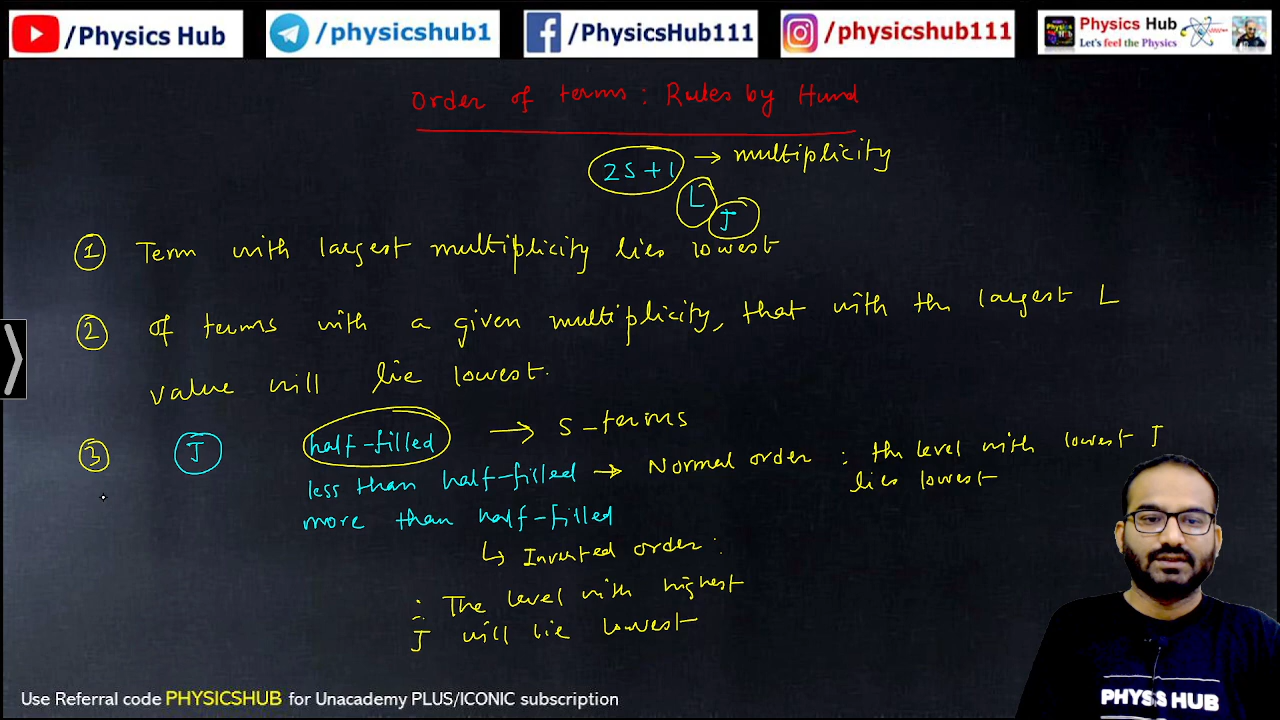 /Physics Hub
/physicshub1
/PhysicsHub111
/physicshub111
Physics Hub
Let's feel the Physics
Order of terms: Rules by Hund
2S+1 → multiplicity
L
J
① Term with largest multiplicity lies lowest
② Of terms with a given multiplicity, that with the largest L
value will lie lowest.
③ J half-filled → S-terms
less than half-filled → Normal order : the level with lowest J
lies lowest
more than half-filled
↳ Inverted order :
∴ The level with highest
J will lie lowest
PHYSICS HUB
Use Referral code PHYSICSHUB for Unacademy PLUS/ICONIC subscription